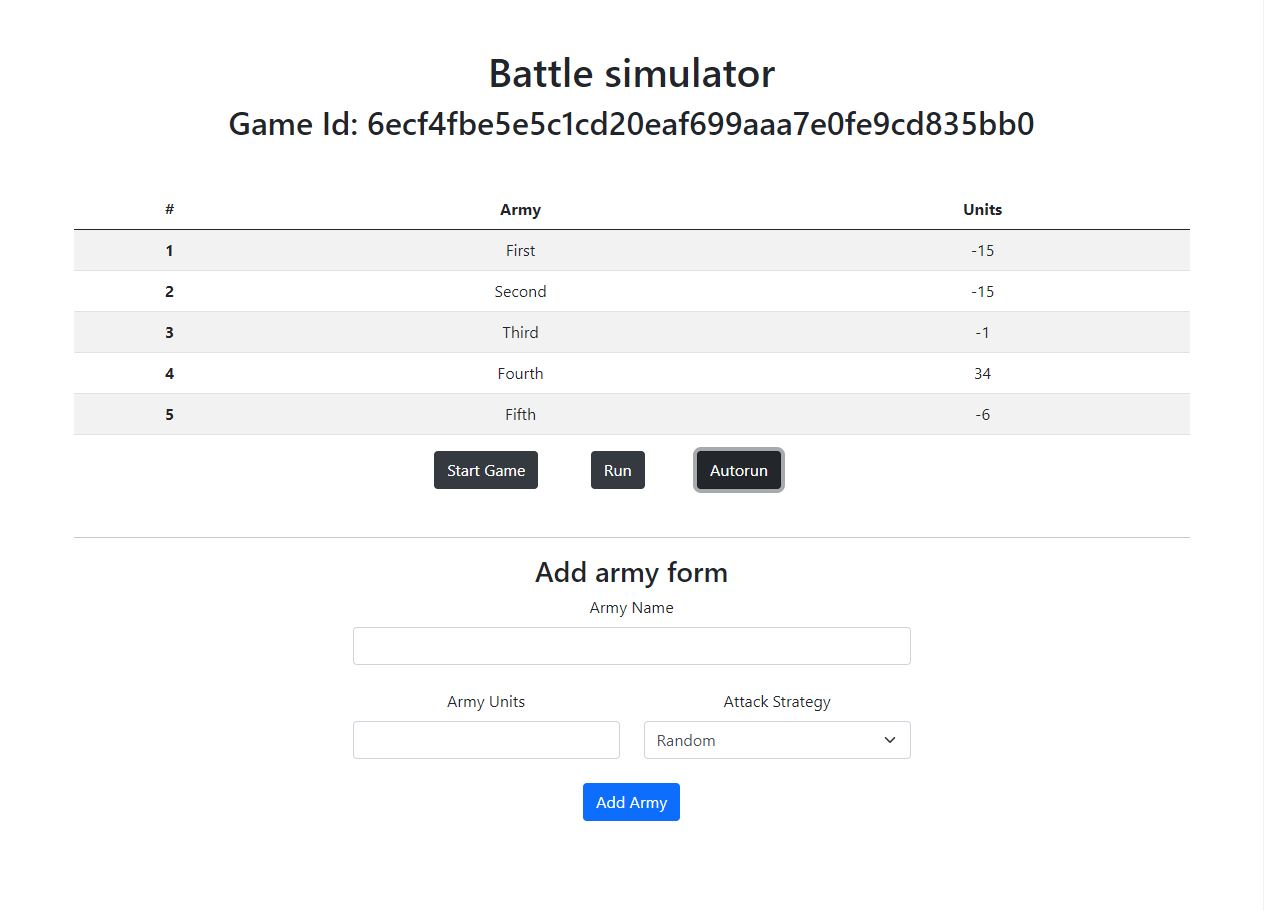 Battle simulator
Game Id: 6ecf4fbe5e5c1cd20eaf699aaa7e0fe9cd835bb0
# Army Units
1 First -15
2 Second -15
3 Third -1
4 Fourth 34
5 Fifth -6
Start Game Run Autorun
Add army form
Army Name
Army Units Attack Strategy
Random
Add Army